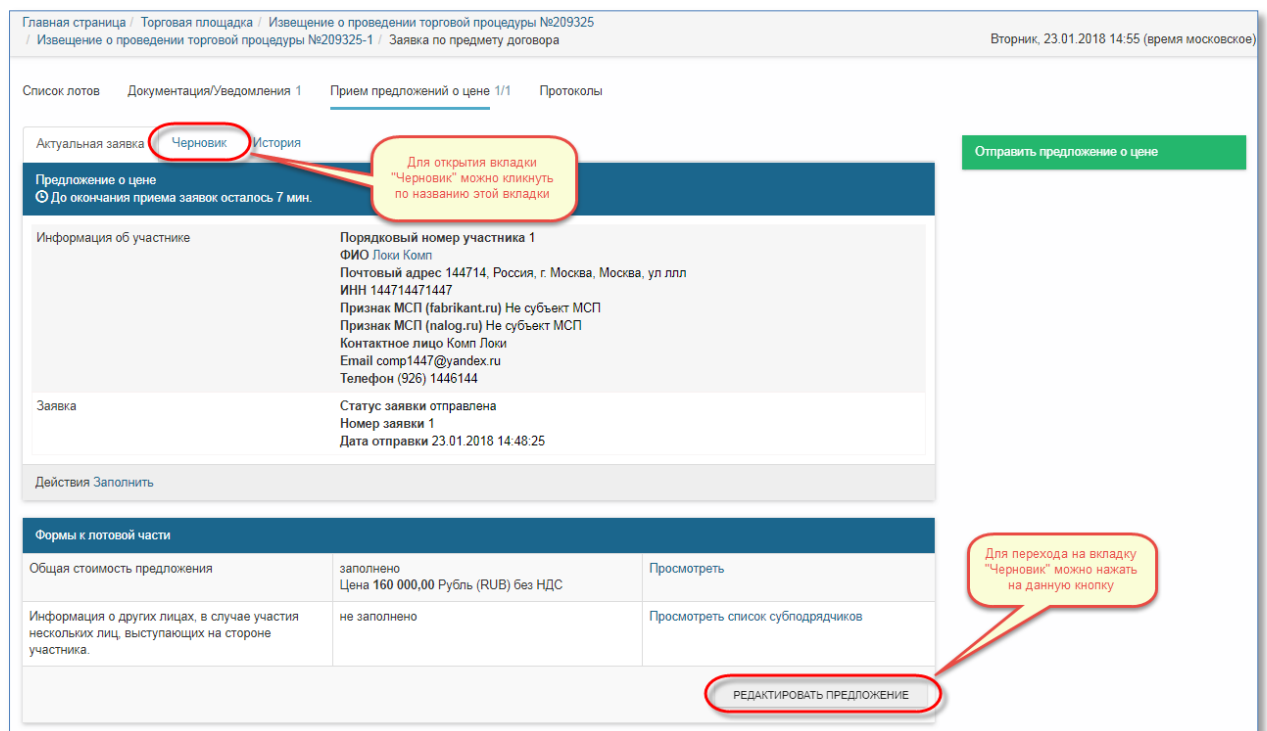 Главная страница / Торговая площадка / Извещение о проведении торговой процедуры №209325
/ Извещение о проведении торговой процедуры №209325-1 / Заявка по предмету договора
Вторник, 23.01.2018 14:55 (время московское)
Список лотов Документация/Уведомления 1 Прием предложений о цене 1/1 Протоколы
Актуальная заявка Черновик История
Для открытия вкладки
"Черновик" можно кликнуть
по названию этой вкладки
Отправить предложение о цене
Предложение о цене
До окончания приема заявок осталось 7 мин.
Информация об участнике
Порядковый номер участника 1
ФИО Локи Комп
Почтовый адрес 144714, Россия, г. Москва, Москва, ул ллл
ИНН 144714471447
Признак МСП (fabrikant.ru) Не субъект МСП
Признак МСП (nalog.ru) Не субъект МСП
Контактное лицо Комп Локи
Email comp1447@yandex.ru
Телефон (926) 1446144
Заявка
Статус заявки отправлена
Номер заявки 1
Дата отправки 23.01.2018 14:48:25
Действия Заполнить
Формы к лотовой части
Общая стоимость предложения
заполнено
Цена 160 000,00 Рубль (RUB) без НДС
Просмотреть
Информация о других лицах, в случае участия
нескольких лиц, выступающих на стороне
участника.
не заполнено
Просмотреть список субподрядчиков
Для перехода на вкладку
"Черновик" можно нажать
на данную кнопку
РЕДАКТИРОВАТЬ ПРЕДЛОЖЕНИЕ